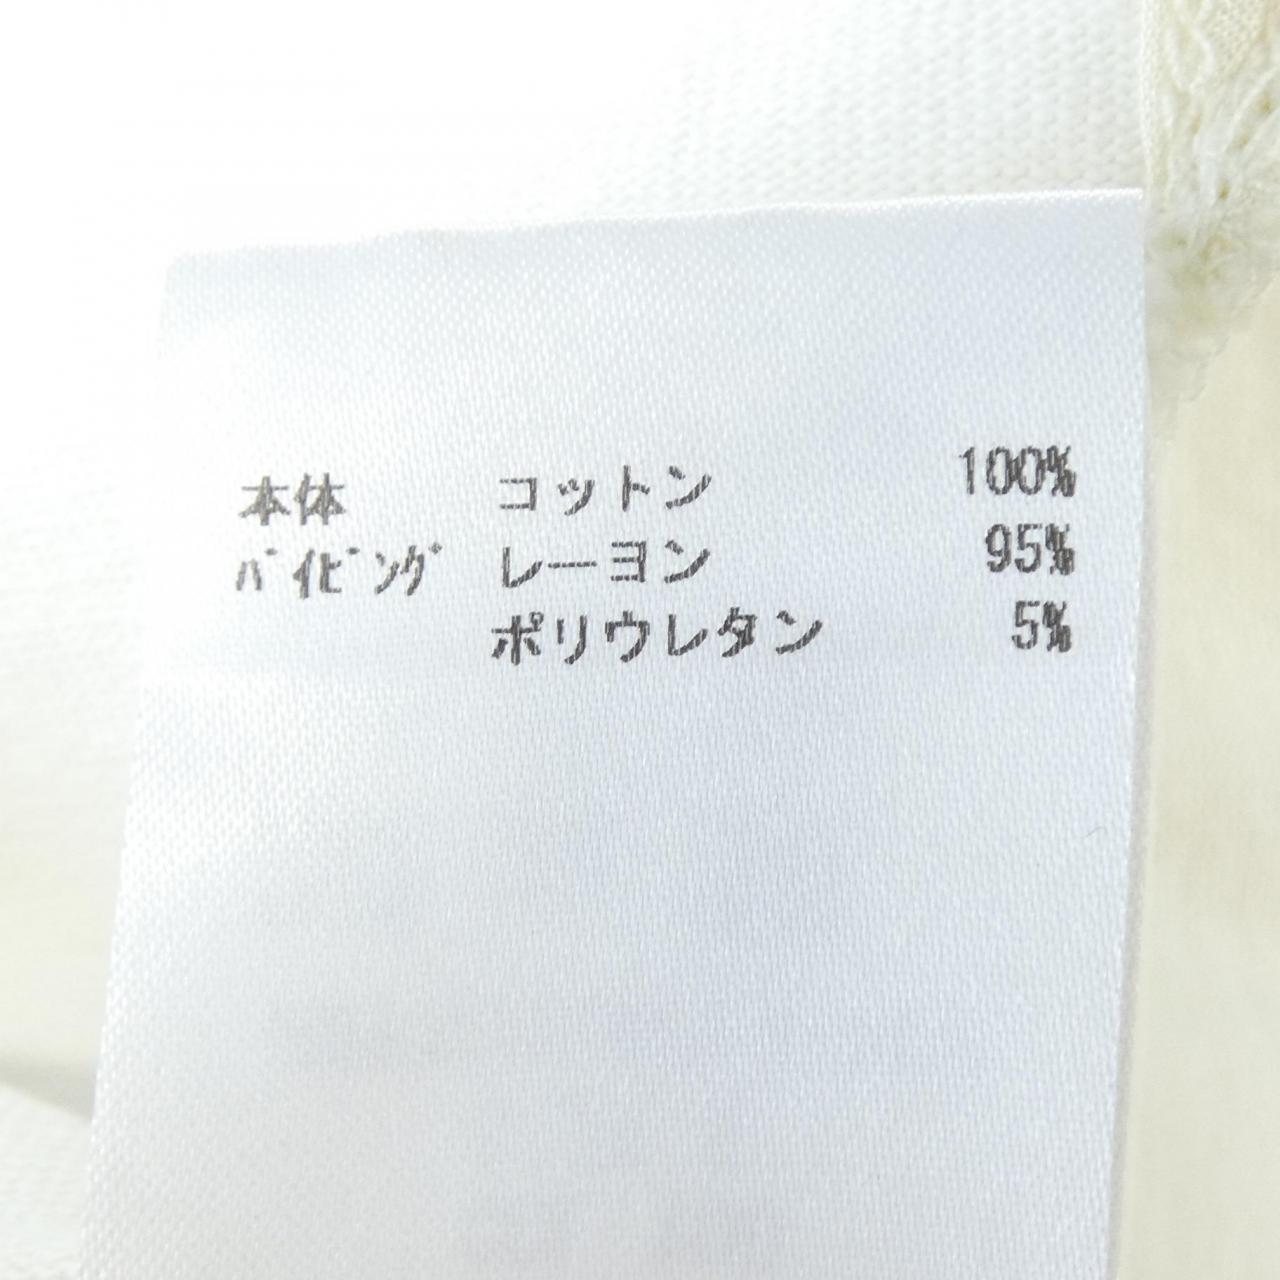 本体 コットン 100%
ﾊﾞｲﾋﾟﾝｸﾞ レーヨン 95%
ポリウレタン 5%